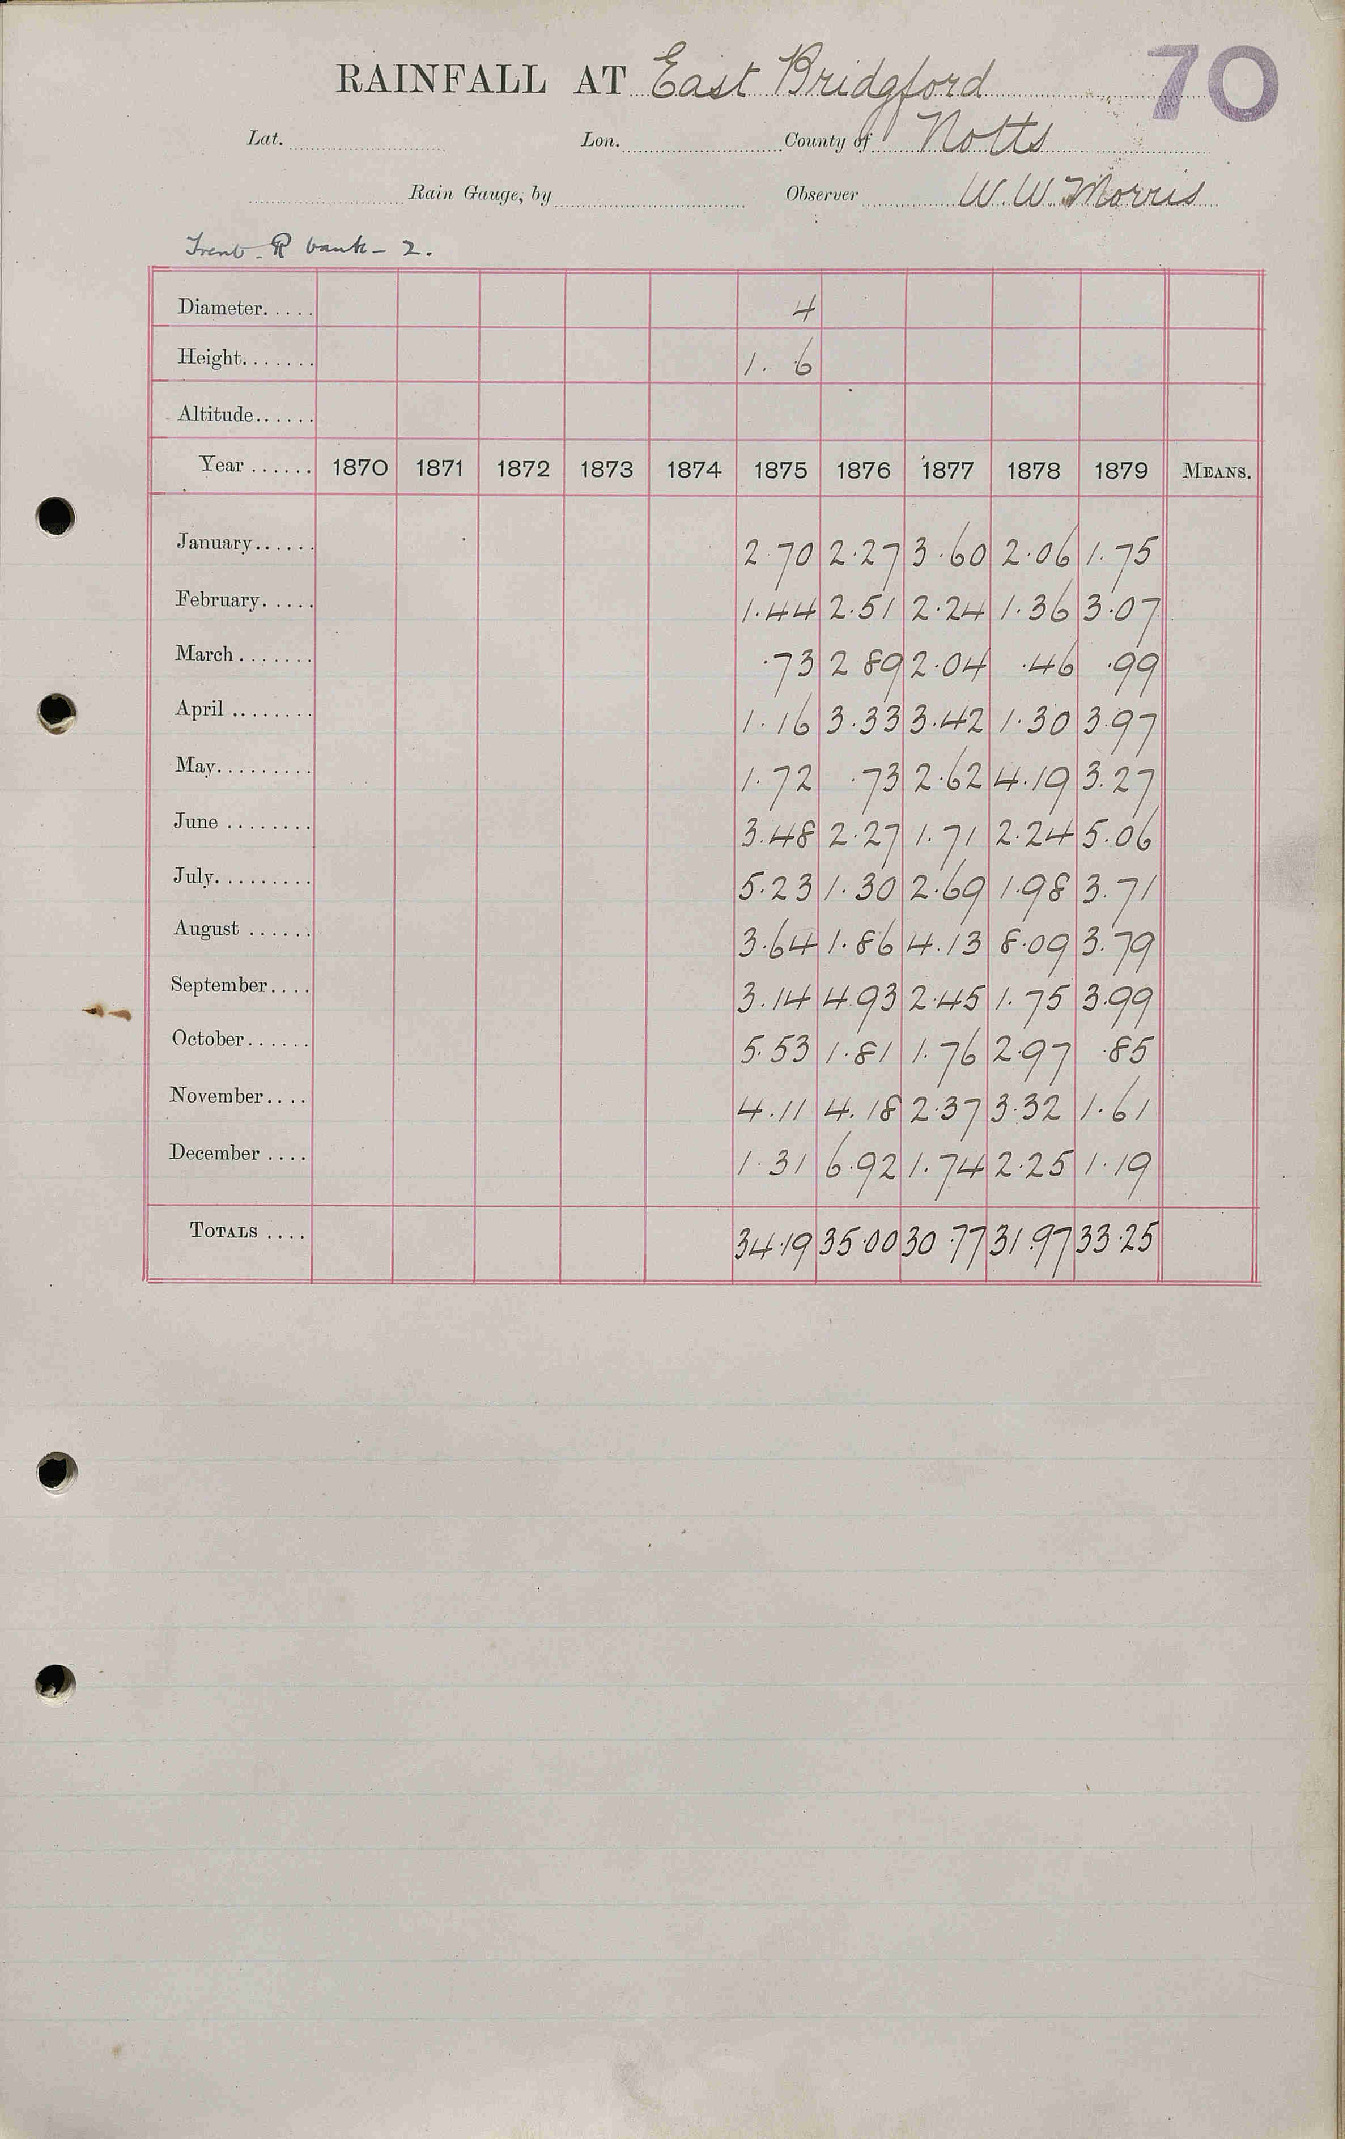 RAINFALL AT East Bridgford 70
Lat. Lon. County of Notts
Rain Gauge, by Observer W. W. Morris
Trent R bank - 2.
Diameter..... 4
Height....... 1. 6
Altitude......
Year ...... 1870 1871 1872 1873 1874 1875 1876 1877 1878 1879 MEANS.
January...... 2.70 2.27 3.60 2.06 1.75
February..... 1.44 2.51 2.24 1.36 3.07
March....... .73 2 89 2.04 .46 .99
April ........ 1.16 3.33 3.42 1.30 3.97
May......... 1.72 .73 2.62 4.19 3.27
June ........ 3.48 2.27 1.71 2.24 5.06
July......... 5.23 1.30 2.69 1.98 3.71
August ...... 3.64 1.86 4.13 8.09 3.79
September.... 3.14 4.93 2.45 1.75 3.99
October...... 5.53 1.81 1.76 2.97 .85
November.... 4.11 4.18 2.37 3.32 1.61
December .... 1.31 6.92 1.74 2.25 1.19
TOTALS .... 34.19 35.00 30.77 31.97 33.25